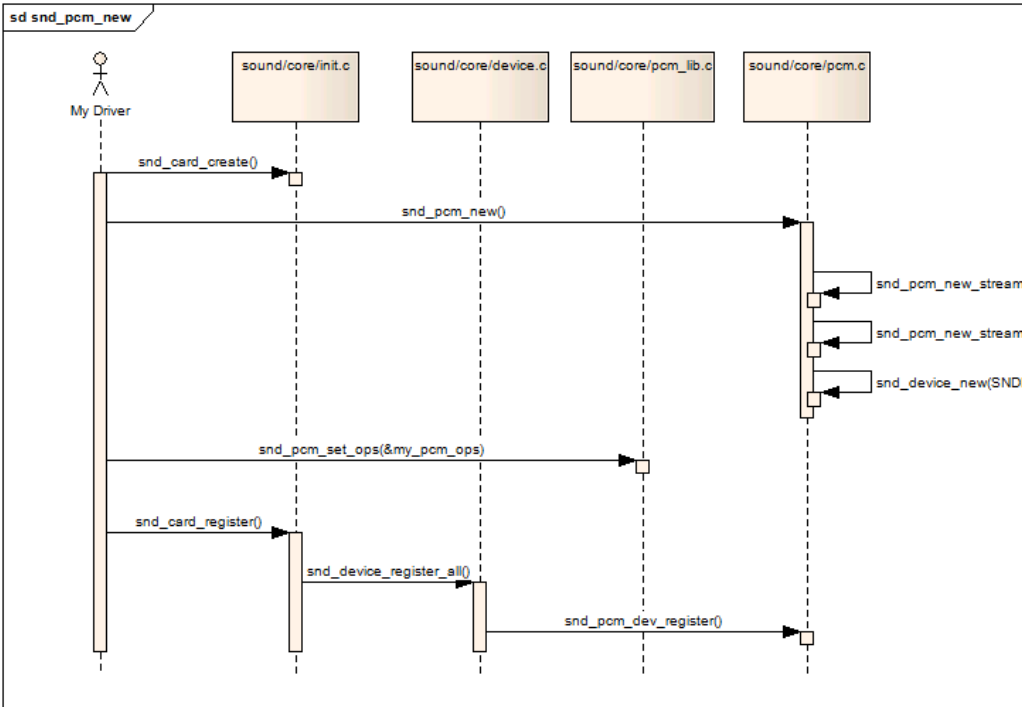 sd snd_pcm_new
sound/core/init.c
sound/core/device.c
sound/core/pcm_lib.c
sound/core/pcm.c
My Driver
snd_card_create()
snd_pcm_new()
snd_pcm_new_stream
snd_pcm_new_stream
snd_device_new(SND
snd_pcm_set_ops(&my_pcm_ops)
snd_card_register()
snd_device_register_all()
snd_pcm_dev_register()